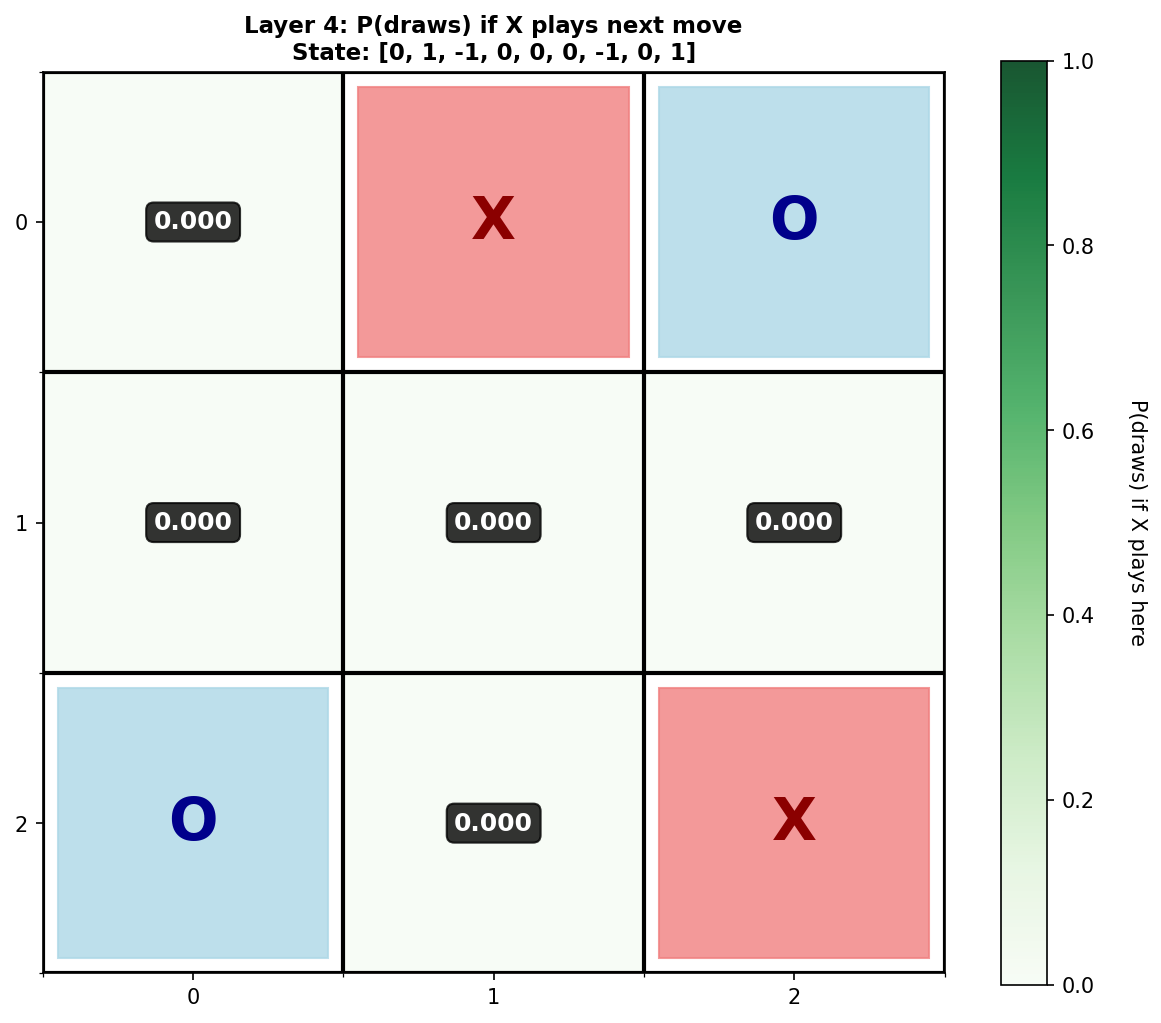 Layer 4: P(draws) if X plays next move
State: [0, 1, -1, 0, 0, 0, -1, 0, 1]
0
0.000
X
O
1
0.000
0.000
0.000
2
O
0.000
X
0
1
2
1.0
0.8
0.6
0.4
0.2
0.0
P(draws) if X plays here